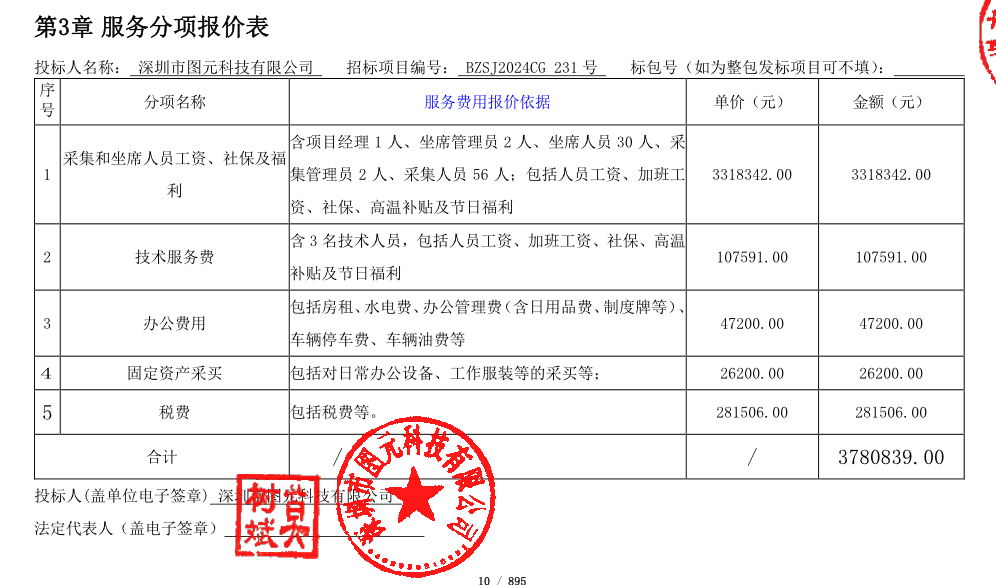 第3章 服务分项报价表
投标人名称： 深圳市图元科技有限公司 招标项目编号： BZSJ2024CG 231 号 标包号（如为整包发标项目可不填）：
序号 分项名称 服务费用报价依据 单价（元） 金额（元）
1 采集和坐席人员工资、社保及福利 含项目经理 1 人、坐席管理员 2 人、坐席人员 30 人、采集管理员 2 人、采集人员 56 人；包括人员工资、加班工资、社保、高温补贴及节日福利 3318342.00 3318342.00
2 技术服务费 含 3 名技术人员，包括人员工资、加班工资、社保、高温补贴及节日福利 107591.00 107591.00
3 办公费用 包括房租、水电费、办公管理费（含日用品费、制度牌等）、车辆停车费、车辆油费等 47200.00 47200.00
4 固定资产采买 包括对日常办公设备、工作服装等的采买等； 26200.00 26200.00
5 税费 包括税费等。 281506.00 281506.00
合计 / / 3780839.00
投标人(盖单位电子签章) 深圳市图元科技有限公司
法定代表人（盖电子签章）
深圳市图元科技有限公司
树斌
10 / 895